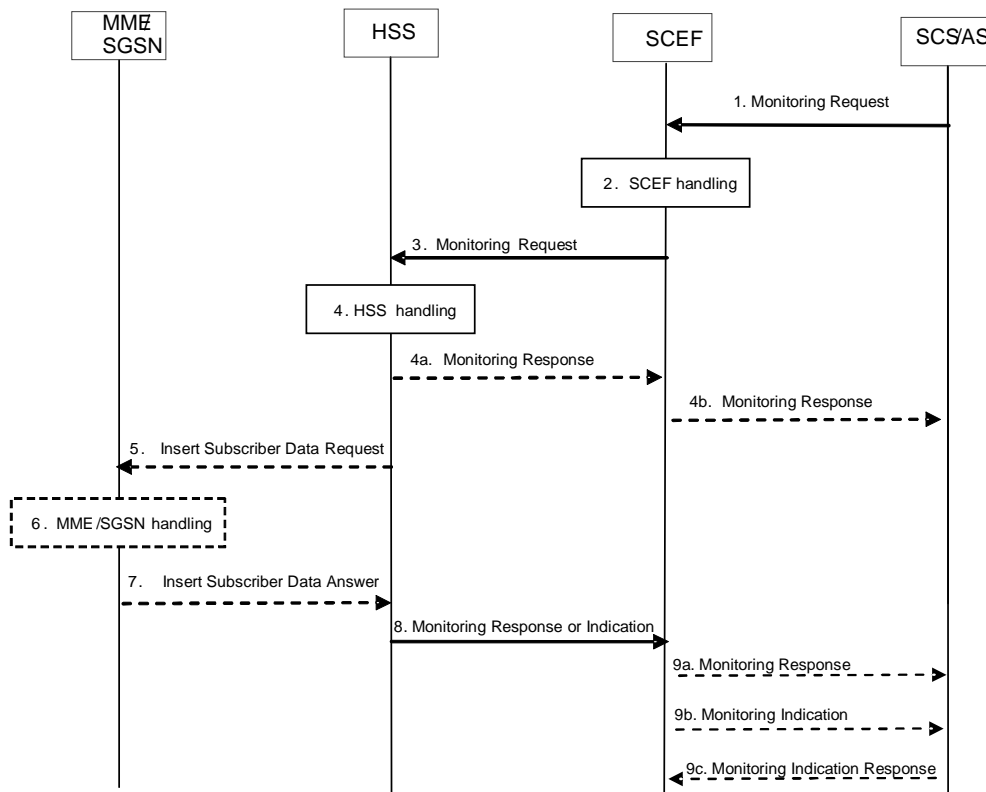 MME/
SGSN
HSS
SCEF
SCS/AS
1. Monitoring Request
2. SCEF handling
3. Monitoring Request
4. HSS handling
4a. Monitoring Response
4b. Monitoring Response
5. Insert Subscriber Data Request
6. MME/SGSN handling
7. Insert Subscriber Data Answer
8. Monitoring Response or Indication
9a. Monitoring Response
9b. Monitoring Indication
9c. Monitoring Indication Response